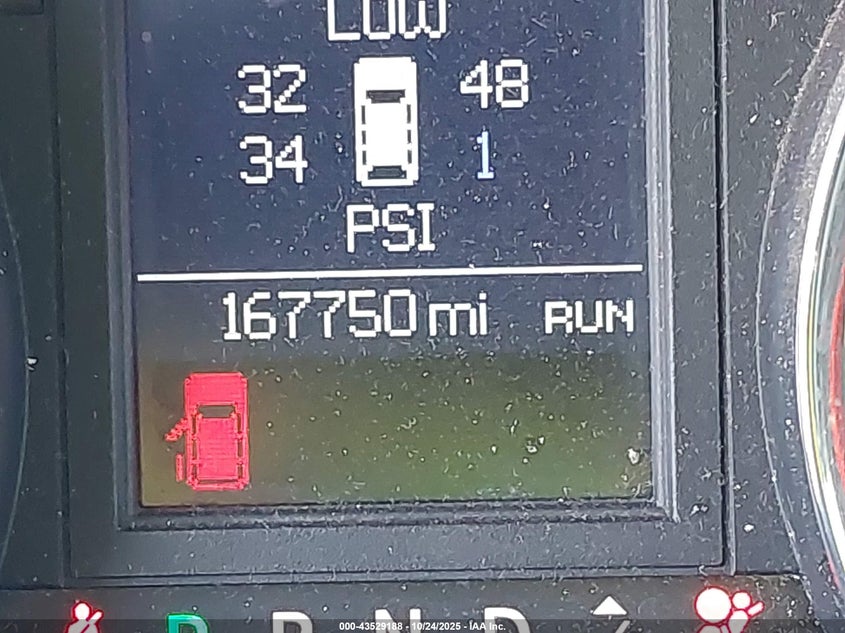 LOW
32 48
34 1
PSI
167750 mi RUN
P R N D
000-43529188 - 10/24/2025 - IAA Inc.